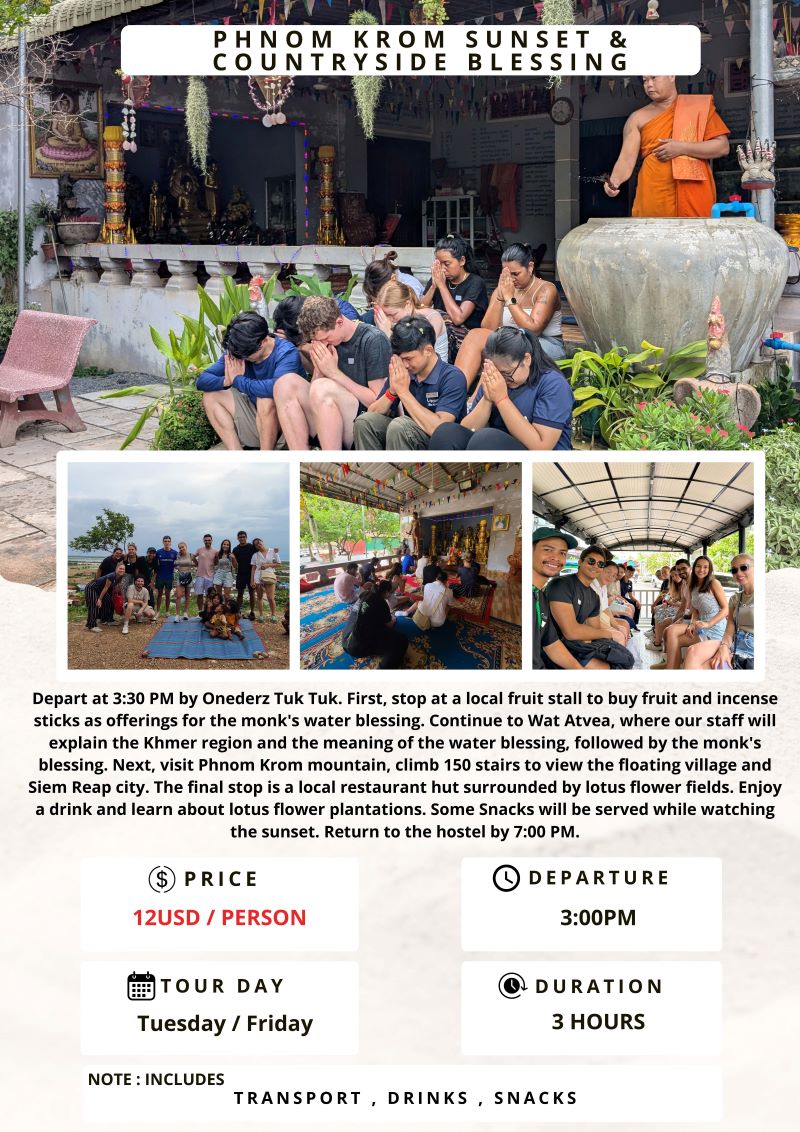 PHNOM KROM SUNSET &
COUNTRYSIDE BLESSING
Depart at 3:30 PM by Onederz Tuk Tuk. First, stop at a local fruit stall to buy fruit and incense
sticks as offerings for the monk's water blessing. Continue to Wat Atvea, where our staff will
explain the Khmer region and the meaning of the water blessing, followed by the monk's
blessing. Next, visit Phnom Krom mountain, climb 150 stairs to view the floating village and
Siem Reap city. The final stop is a local restaurant hut surrounded by lotus flower fields. Enjoy
a drink and learn about lotus flower plantations. Some Snacks will be served while watching
the sunset. Return to the hostel by 7:00 PM.
PRICE
12USD / PERSON
DEPARTURE
3:00PM
TOUR DAY
Tuesday / Friday
DURATION
3 HOURS
NOTE : INCLUDES
TRANSPORT , DRINKS , SNACKS